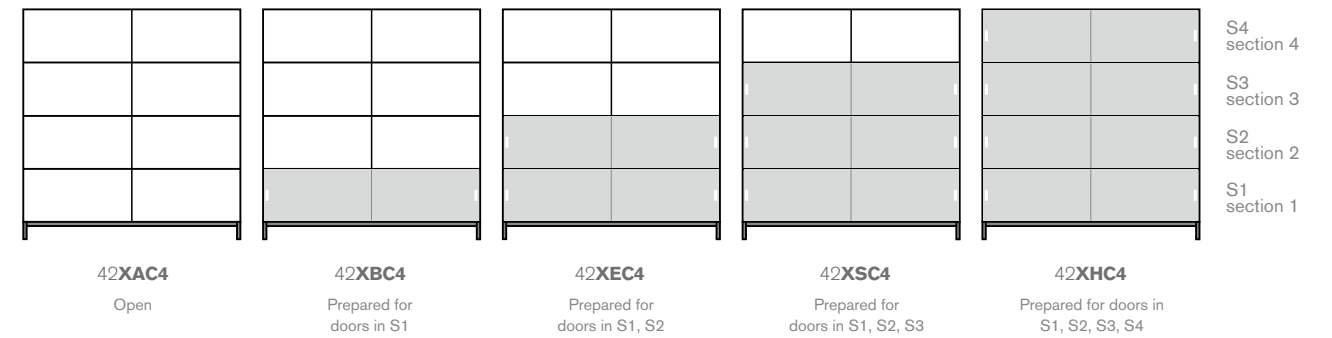 S4
section 4
S3
section 3
S2
section 2
S1
section 1
42XAC4
Open
42XBC4
Prepared for
doors in S1
42XEC4
Prepared for
doors in S1, S2
42XSC4
Prepared for
doors in S1, S2, S3
42XHC4
Prepared for doors in
S1, S2, S3, S4